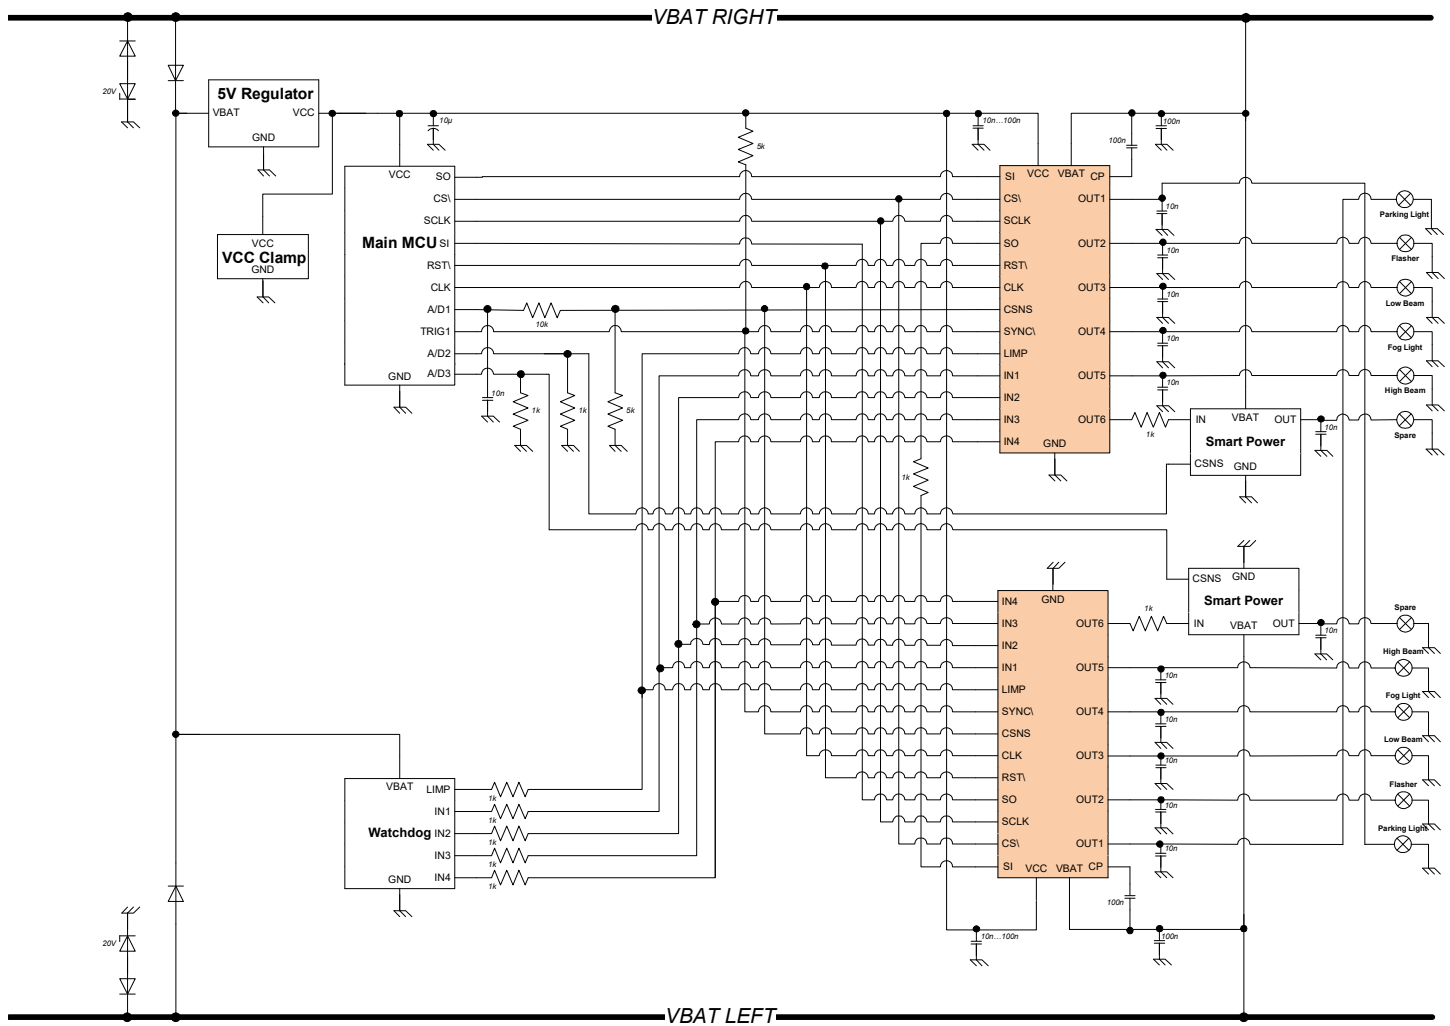 VBAT RIGHT
20V
5V Regulator
VBAT
VCC
GND
10µ
5k
10n...100n
100n
100n
VCC
SO
CS\
SCLK
Main MCU
SI
RST\
CLK
A/D1
TRIG1
A/D2
A/D3
GND
VCC
VCC Clamp
GND
10k
10n
1k
1k
5k
SI
VCC
VBAT
CP
CS\
OUT1
SCLK
SO
OUT2
RST\
CLK
OUT3
CSNS
SYNC\
OUT4
LIMP
IN1
OUT5
IN2
IN3
OUT6
IN4
GND
10n
10n
10n
10n
10n
1k
Parking Light
Flasher
Low Beam
Fog Light
High Beam
Spare
IN
VBAT
OUT
Smart Power
CSNS
GND
10n
1k
CSNS
GND
Smart Power
IN
VBAT
OUT
1k
10n
IN4
GND
IN3
OUT6
IN2
IN1
OUT5
LIMP
SYNC\
OUT4
CSNS
CLK
OUT3
RST\
SO
OUT2
SCLK
CS\
OUT1
SI
VCC
VBAT
CP
10n
10n
10n
10n
10n
Spare
High Beam
Fog Light
Low Beam
Flasher
Parking Light
VBAT
LIMP
IN1
Watchdog
IN2
IN3
GND
IN4
1k
1k
1k
1k
1k
100n
10n...100n
100n
20V
VBAT LEFT